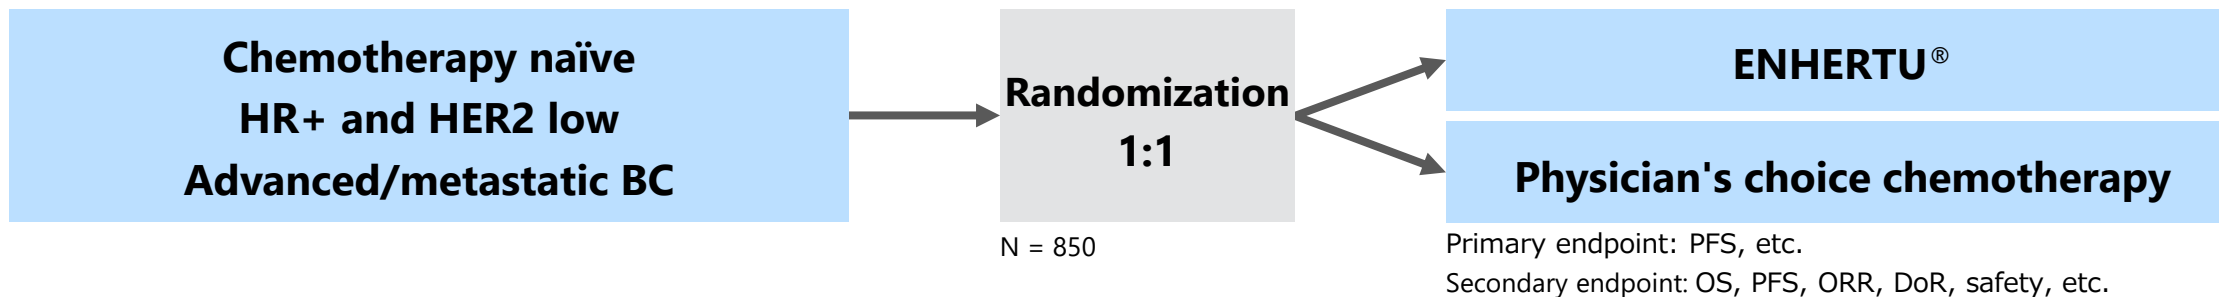 Chemotherapy naïve
HR+ and HER2 low
Advanced/metastatic BC
Randomization
1:1
N = 850
ENHERTU®
Physician's choice chemotherapy
Primary endpoint: PFS, etc.
Secondary endpoint: OS, PFS, ORR, DoR, safety, etc.